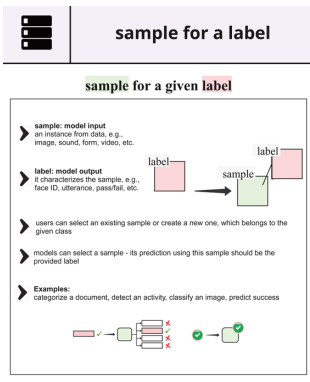 sample for a label
sample for a given label
sample: model input
an instance from data, e.g.,
image, sound, form, video, etc.
label: model output
it characterizes the sample, e.g.,
face ID, utterance, pass/fail, etc.
label
label
sample
users can select an existing sample or create a new one, which belongs to the
given class
models can select a sample - its prediction using this sample should be the
provided label
Examples:
categorize a document, detect an activity, classify an image, predict success